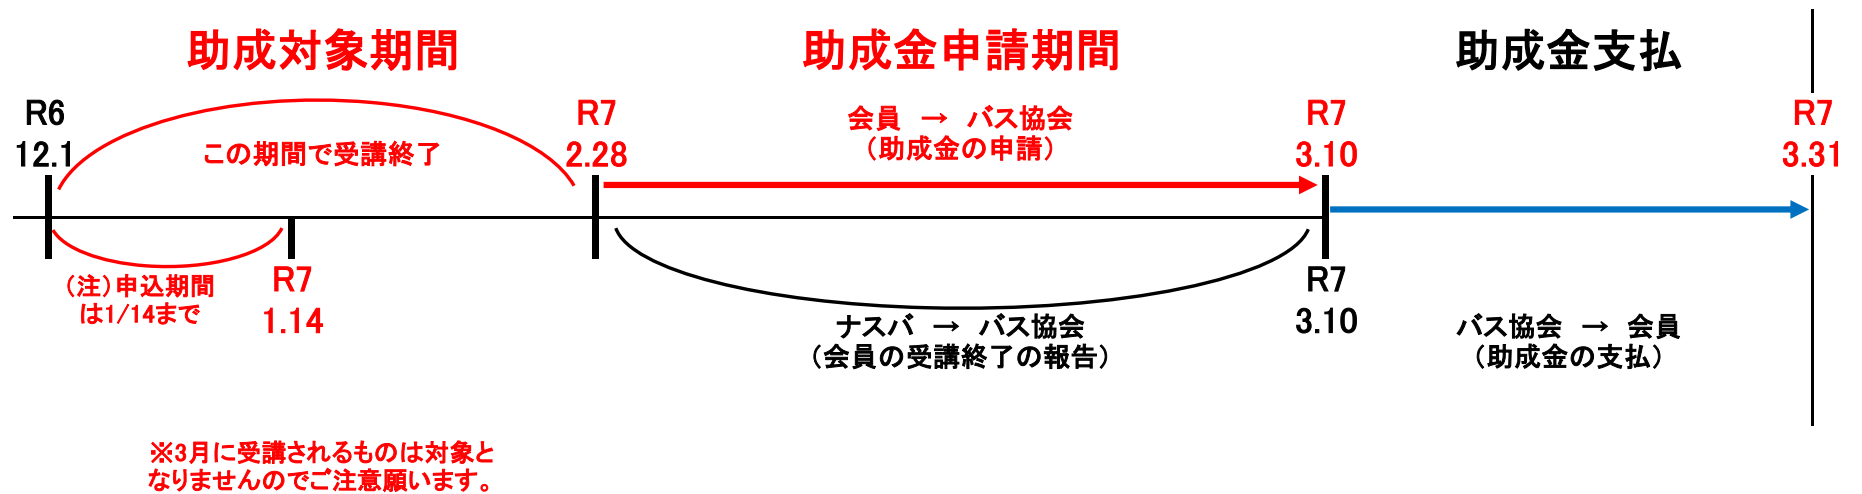 助成対象期間
助成金申請期間
助成金支払
R6
12.1
この期間で受講終了
R7
2.28
会員 → バス協会
（助成金の申請）
R7
3.10
R7
3.31
（注）申込期間
は1/14まで
R7
1.14
ナスバ → バス協会
（会員の受講終了の報告）
R7
3.10
バス協会 → 会員
（助成金の支払）
※3月に受講されるものは対象と
なりませんのでご注意願います。